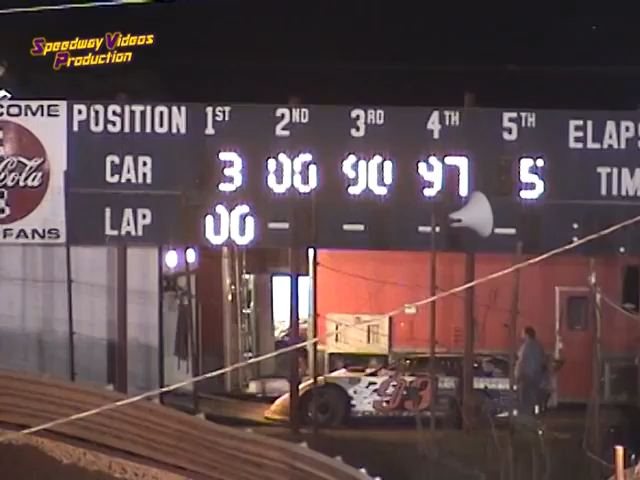 Speedway Videos
Production
COME
Cola
FANS
POSITION 1ST 2ND 3RD 4TH 5TH ELAPS
CAR 3 00 90 97 5 TIM
LAP 00 – – – –
93